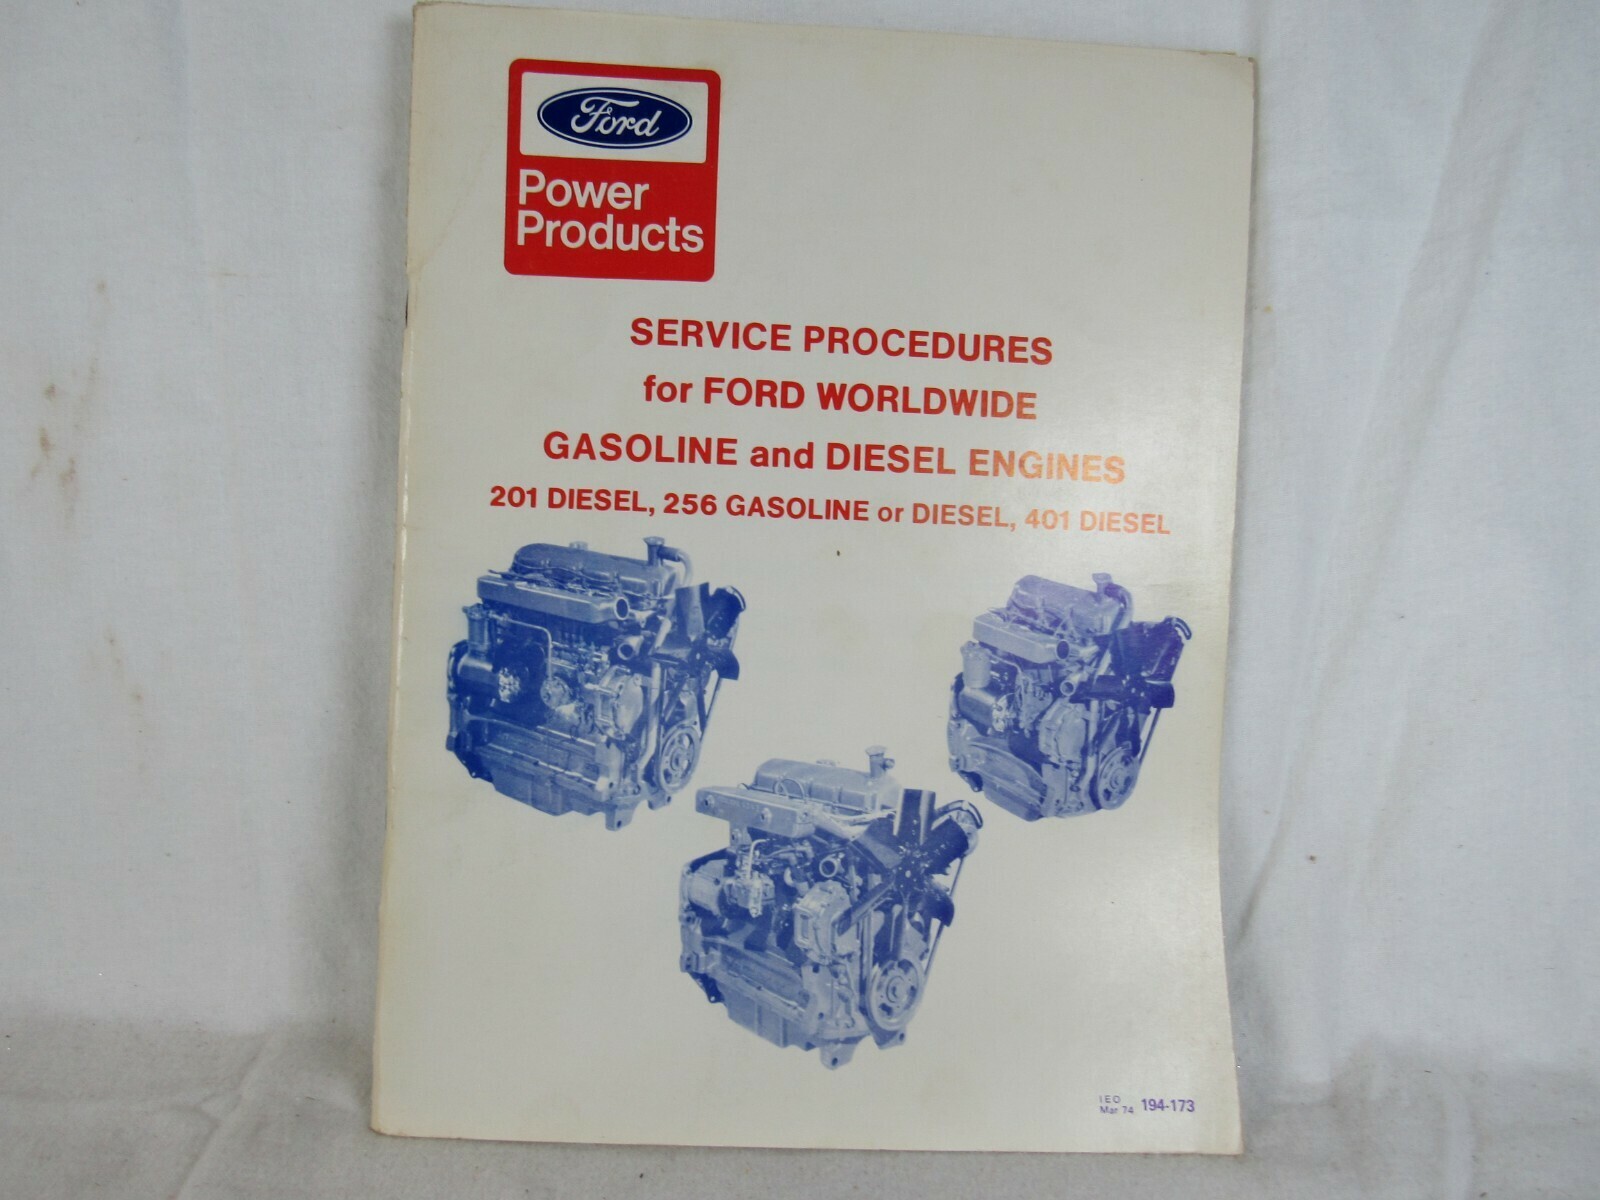 Ford
Power
Products
SERVICE PROCEDURES
for FORD WORLDWIDE
GASOLINE and DIESEL ENGINES
201 DIESEL, 256 GASOLINE or DIESEL, 401 DIESEL
IEO
Mar 74 194-173